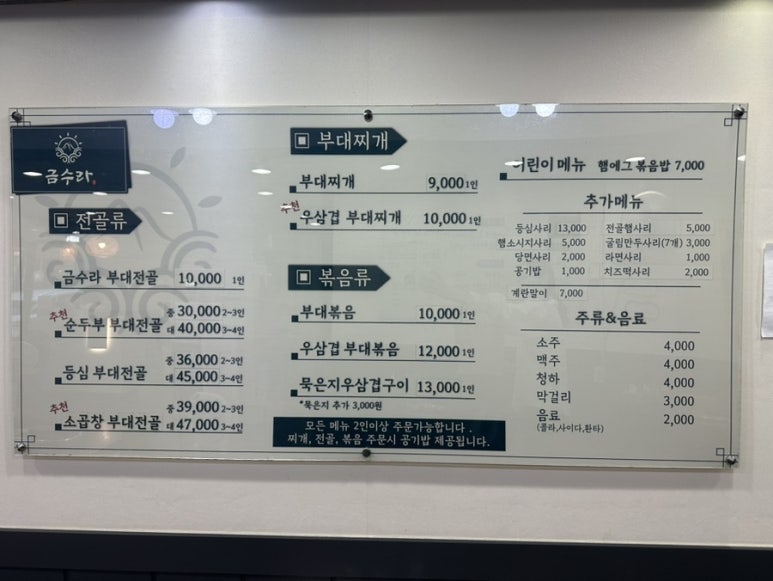 금수라
전골류
금수라 부대전골 10,000 1인
추천
순두부 부대전골 중 30,000 2~3인
대 40,000 3~4인
등심 부대전골 중 36,000 2~3인
대 45,000 3~4인
추천
소곱창 부대전골 중 39,000 2~3인
대 47,000 3~4인
부대찌개
부대찌개 9,000 1인
추천
우삼겹 부대찌개 10,000 1인
볶음류
부대볶음 10,000 1인
우삼겹 부대볶음 12,000 1인
묵은지우삼겹구이 13,000 1인
*묵은지 추가 3,000원
모든 메뉴 2인이상 주문가능합니다.
찌개, 전골, 볶음 주문시 공기밥 제공됩니다.
어린이 메뉴 햄에그 볶음밥 7,000
추가메뉴
등심사리 13,000
햄소시지사리 5,000
당면사리 2,000
공기밥 1,000
계란말이 7,000
전골햄사리 5,000
굴림만두사리(7개) 3,000
라면사리 1,000
치즈떡사리 2,000
주류&음료
소주 4,000
맥주 4,000
청하 4,000
막걸리 3,000
음료 2,000
(콜라,사이다,환타)